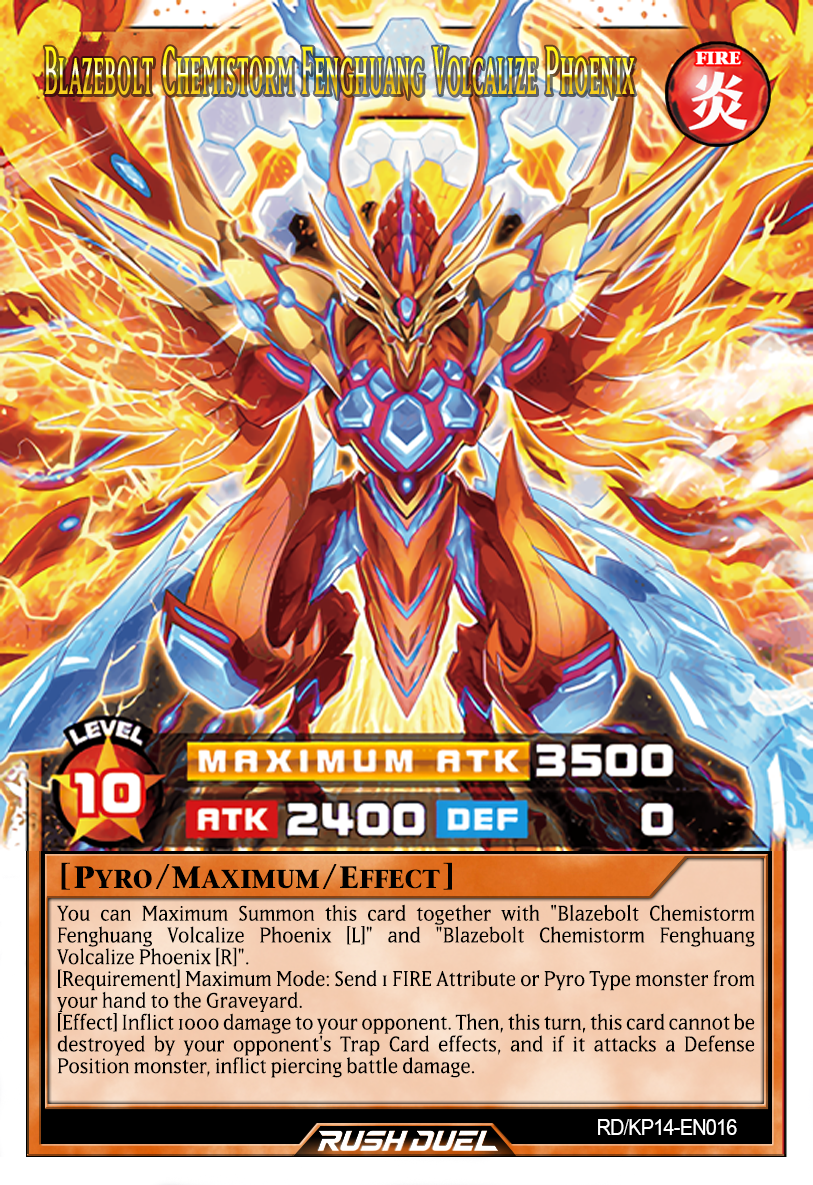 Blazebolt Chemistorm Fenghuang Volcalize Phoenix
FIRE
炎
LEVEL
10
MAXIMUM ATK 3500
ATK 2400 DEF 0
[Pyro/Maximum/Effect]
You can Maximum Summon this card together with "Blazebolt Chemistorm
Fenghuang Volcalize Phoenix [L]" and "Blazebolt Chemistorm Fenghuang
Volcalize Phoenix [R]".
[Requirement] Maximum Mode: Send 1 FIRE Attribute or Pyro Type monster from
your hand to the Graveyard.
[Effect] Inflict 1000 damage to your opponent. Then, this turn, this card cannot be
destroyed by your opponent's Trap Card effects, and if it attacks a Defense
Position monster, inflict piercing battle damage.
RD/KP14-EN016
RUSH DUEL